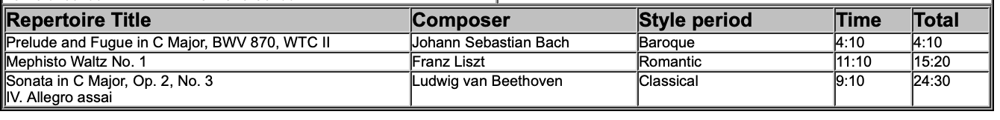 Repertoire Title Composer Style period Time Total
Prelude and Fugue in C Major, BWV 870, WTC II Johann Sebastian Bach Baroque 4:10 4:10
Mephisto Waltz No. 1 Franz Liszt Romantic 11:10 15:20
Sonata in C Major, Op. 2, No. 3 Ludwig van Beethoven Classical 9:10 24:30
IV. Allegro assai